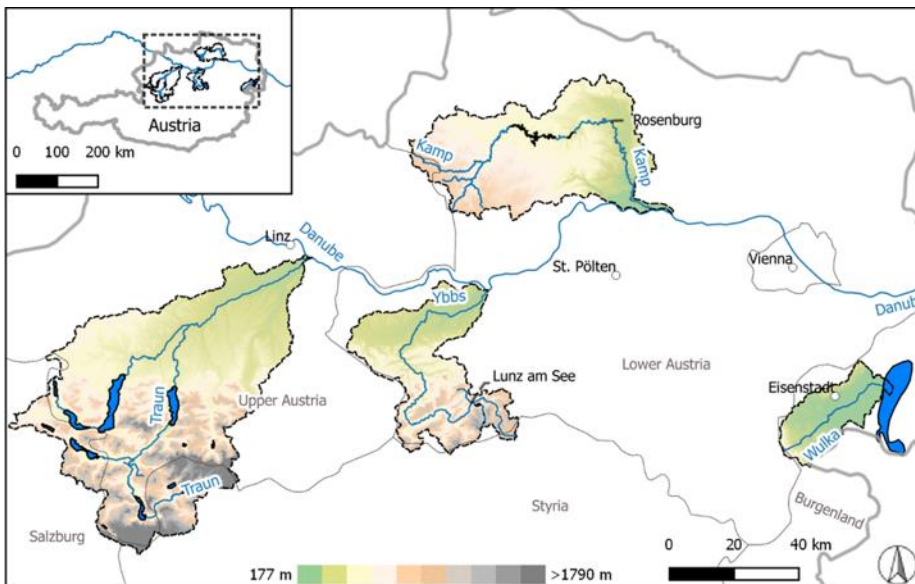 Austria
0 100 200 km
Kamp
Rosenburg
Kamp
Linz
Danube
St. Pölten
Vienna
Ybbs
Danub
Lunz am See
Lower Austria
Eisenstadt
Traun
Upper Austria
Wulka
Traun
Burgenland
Styria
Salzburg
177 m >1790 m
0 20 40 km